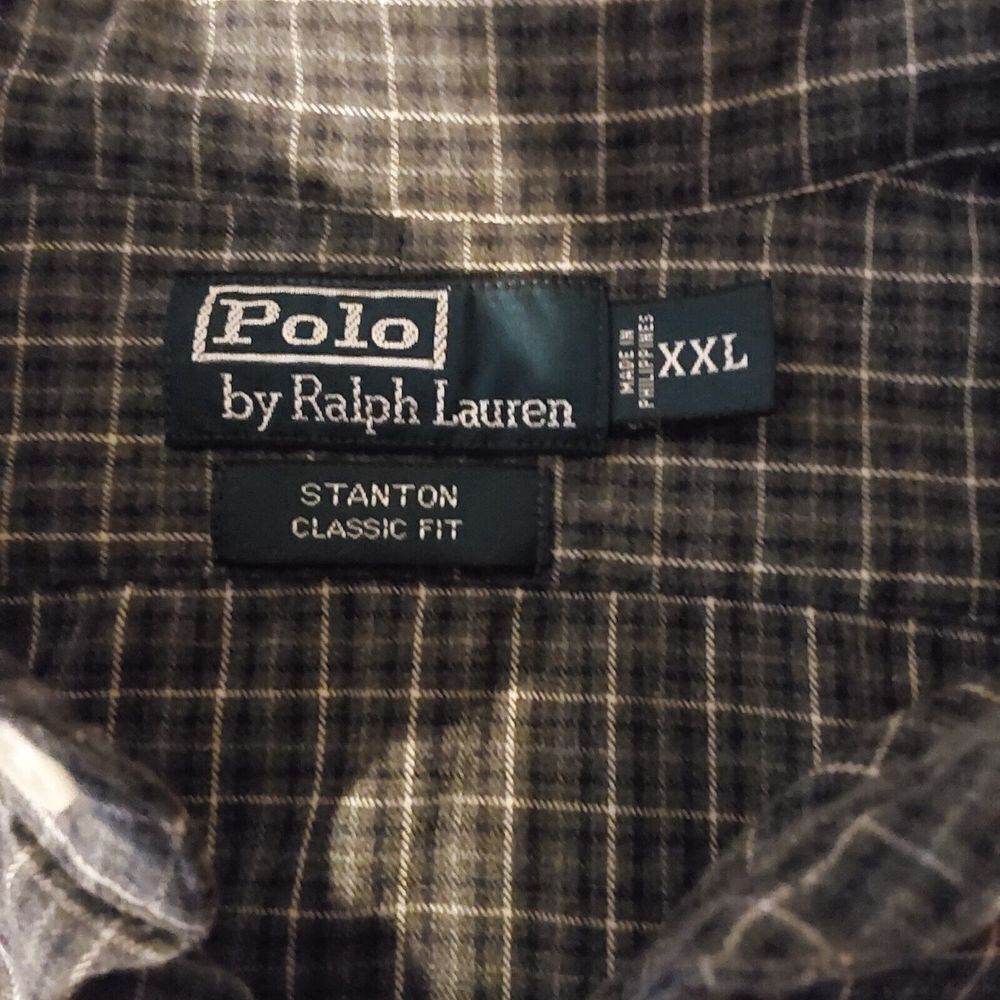 Polo
by Ralph Lauren
MADE IN
PHILIPPINES
XXL
STANTON
CLASSIC FIT